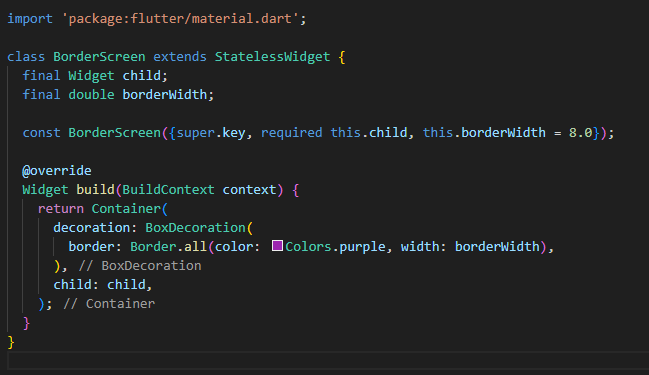 import 'package:flutter/material.dart';

class BorderScreen extends StatelessWidget {
  final Widget child;
  final double borderWidth;

  const BorderScreen({super.key, required this.child, this.borderWidth = 8.0});

  @override
  Widget build(BuildContext context) {
    return Container(
      decoration: BoxDecoration(
        border: Border.all(color: Colors.purple, width: borderWidth),
      ), // BoxDecoration
      child: child,
    ); // Container
  }
}